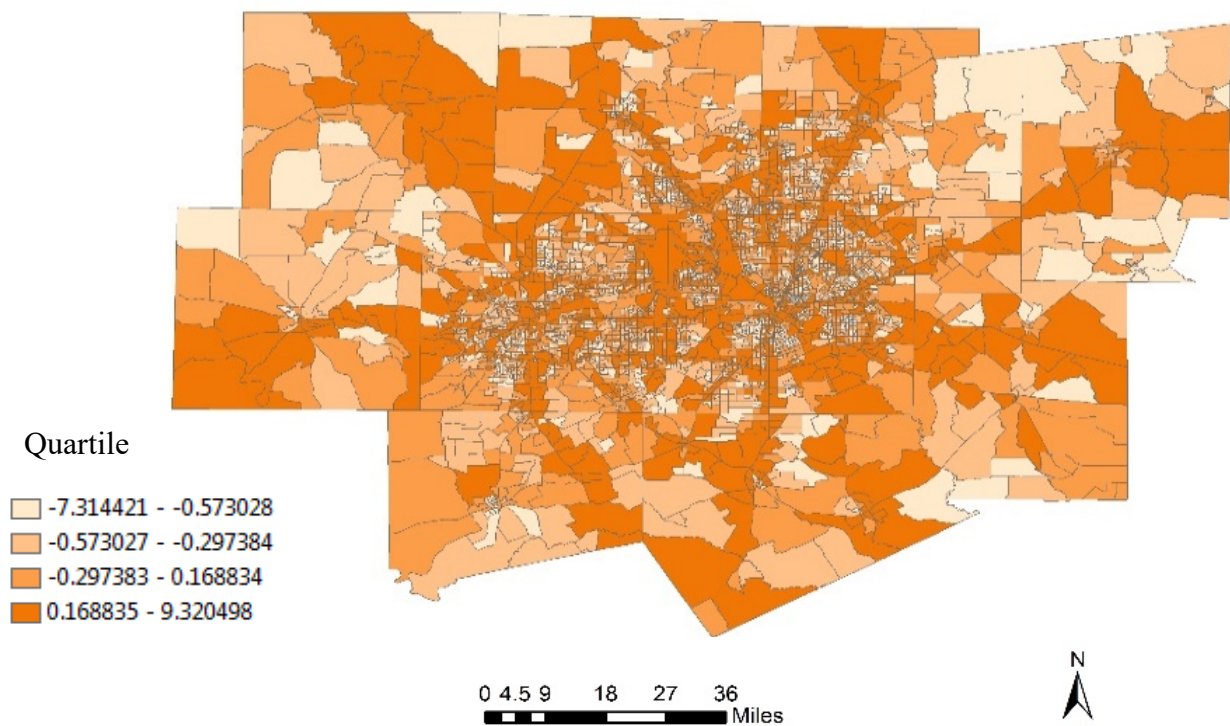 Quartile
-7.314421 - -0.573028
-0.573027 - -0.297384
-0.297383 - 0.168834
0.168835 - 9.320498
N
0 4.5 9 18 27 36
Miles